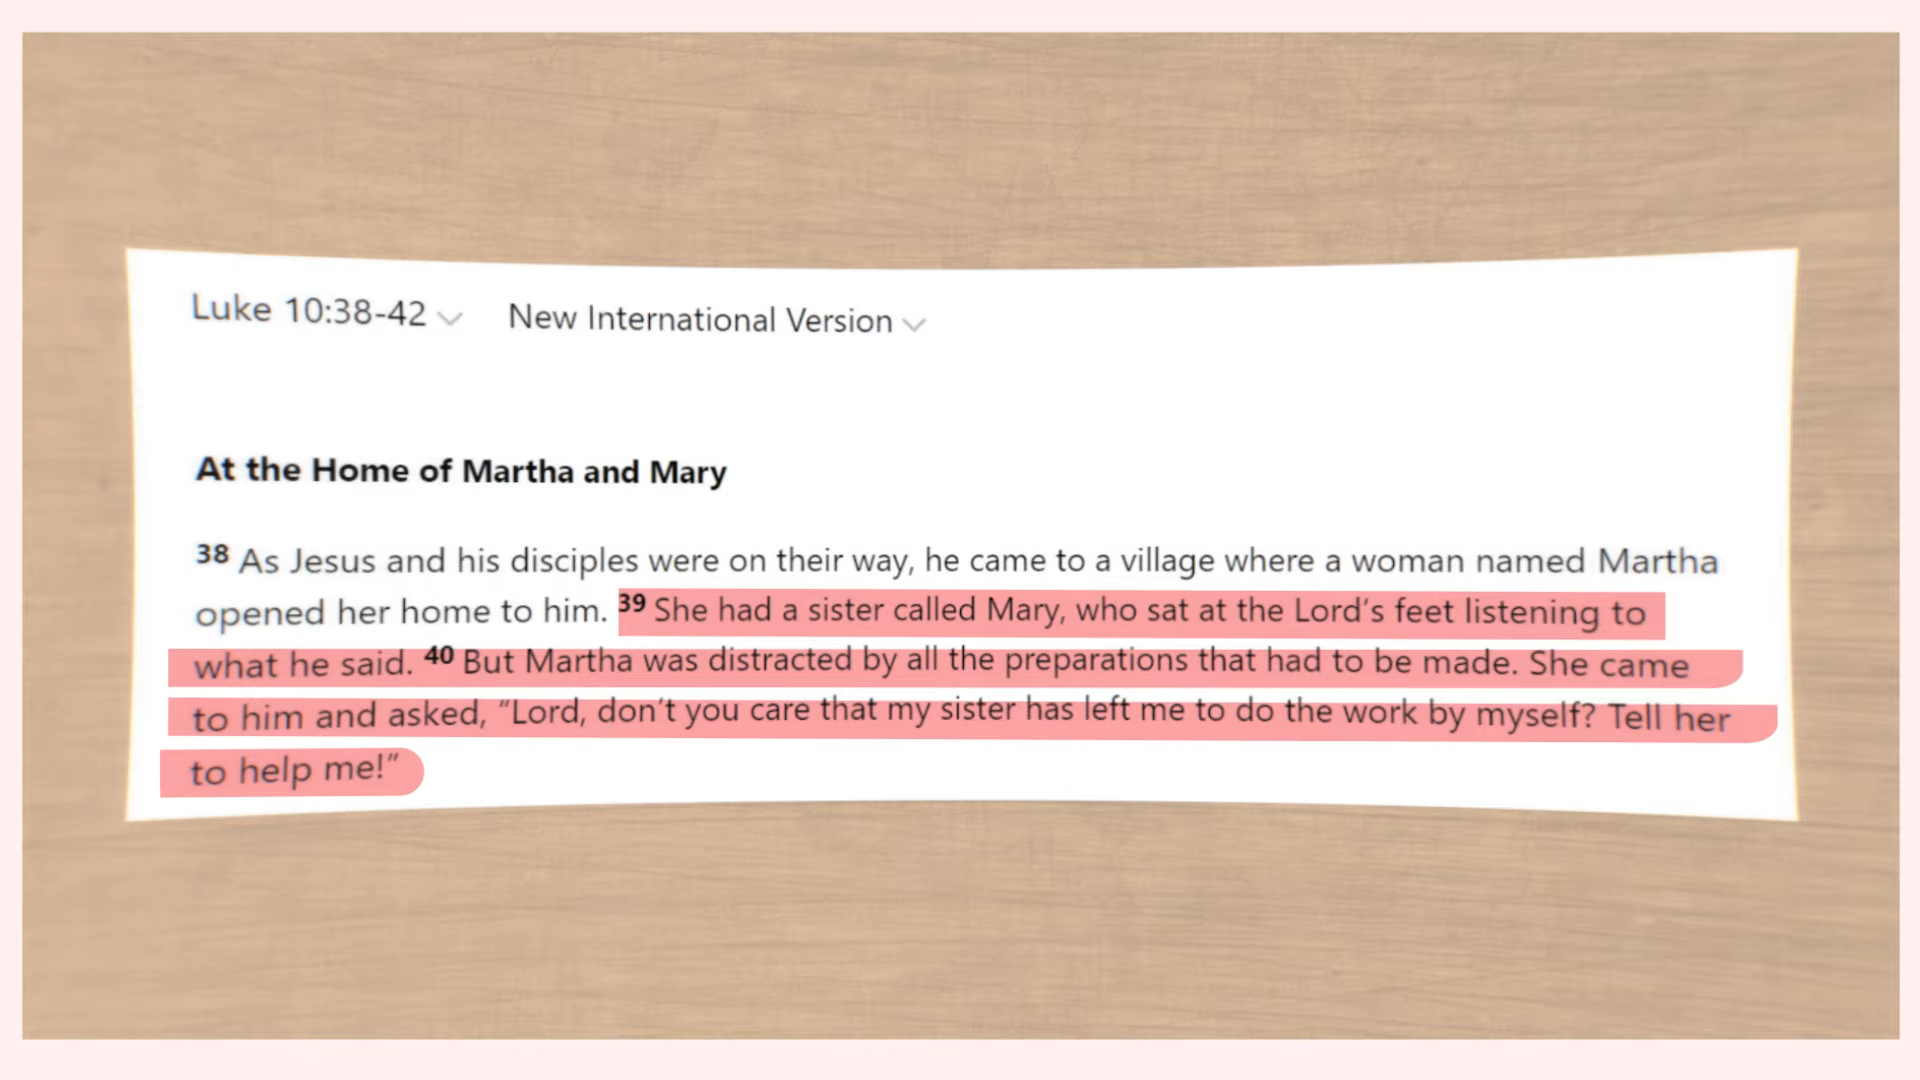 Luke 10:38-42 New International Version
At the Home of Martha and Mary
38 As Jesus and his disciples were on their way, he came to a village where a woman named Martha
opened her home to him. 39 She had a sister called Mary, who sat at the Lord’s feet listening to
what he said. 40 But Martha was distracted by all the preparations that had to be made. She came
to him and asked, “Lord, don’t you care that my sister has left me to do the work by myself? Tell her
to help me!”